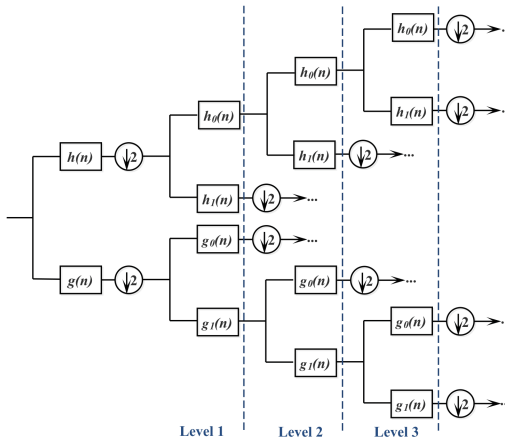 h0(n) 2 ...
h0(n)
h0(n) h1(n) 2 ...
h(n) 2 h1(n) 2 ...
h1(n) 2 ...
g0(n) 2 ...
g(n) 2 g0(n) 2 ...
g1(n) g0(n) 2 ...
g1(n)
g1(n) 2 ...
Level 1 Level 2 Level 3